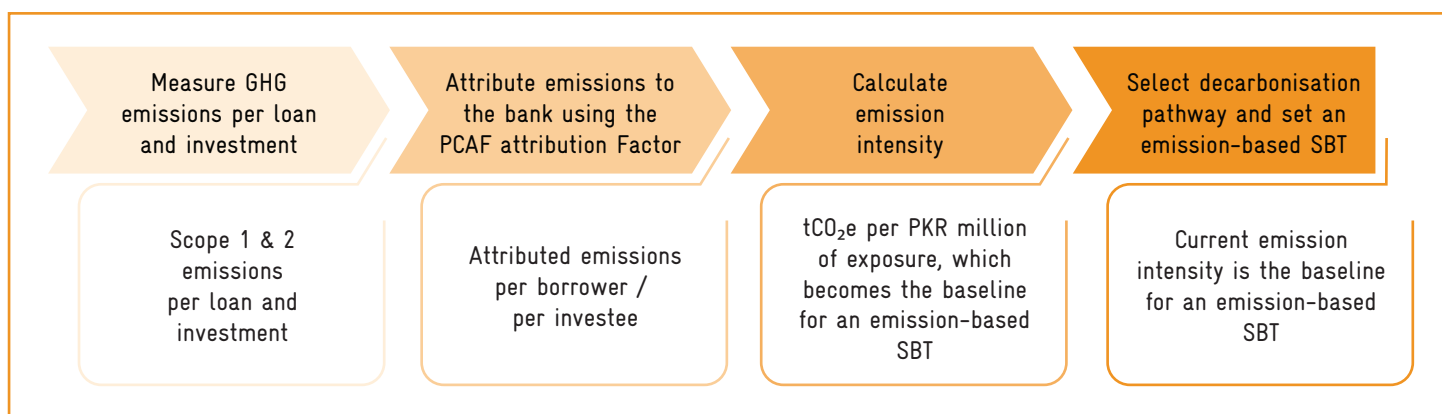 Measure GHG
emissions per loan
and investment
Scope 1 & 2
emissions
per loan and
investment
Attribute emissions to
the bank using the
PCAF attribution Factor
Attributed emissions
per borrower /
per investee
Calculate
emission
intensity
tCO₂e per PKR million
of exposure, which
becomes the baseline
for an emission-based
SBT
Select decarbonisation
pathway and set an
emission-based SBT
Current emission
intensity is the baseline
for an emission-based
SBT